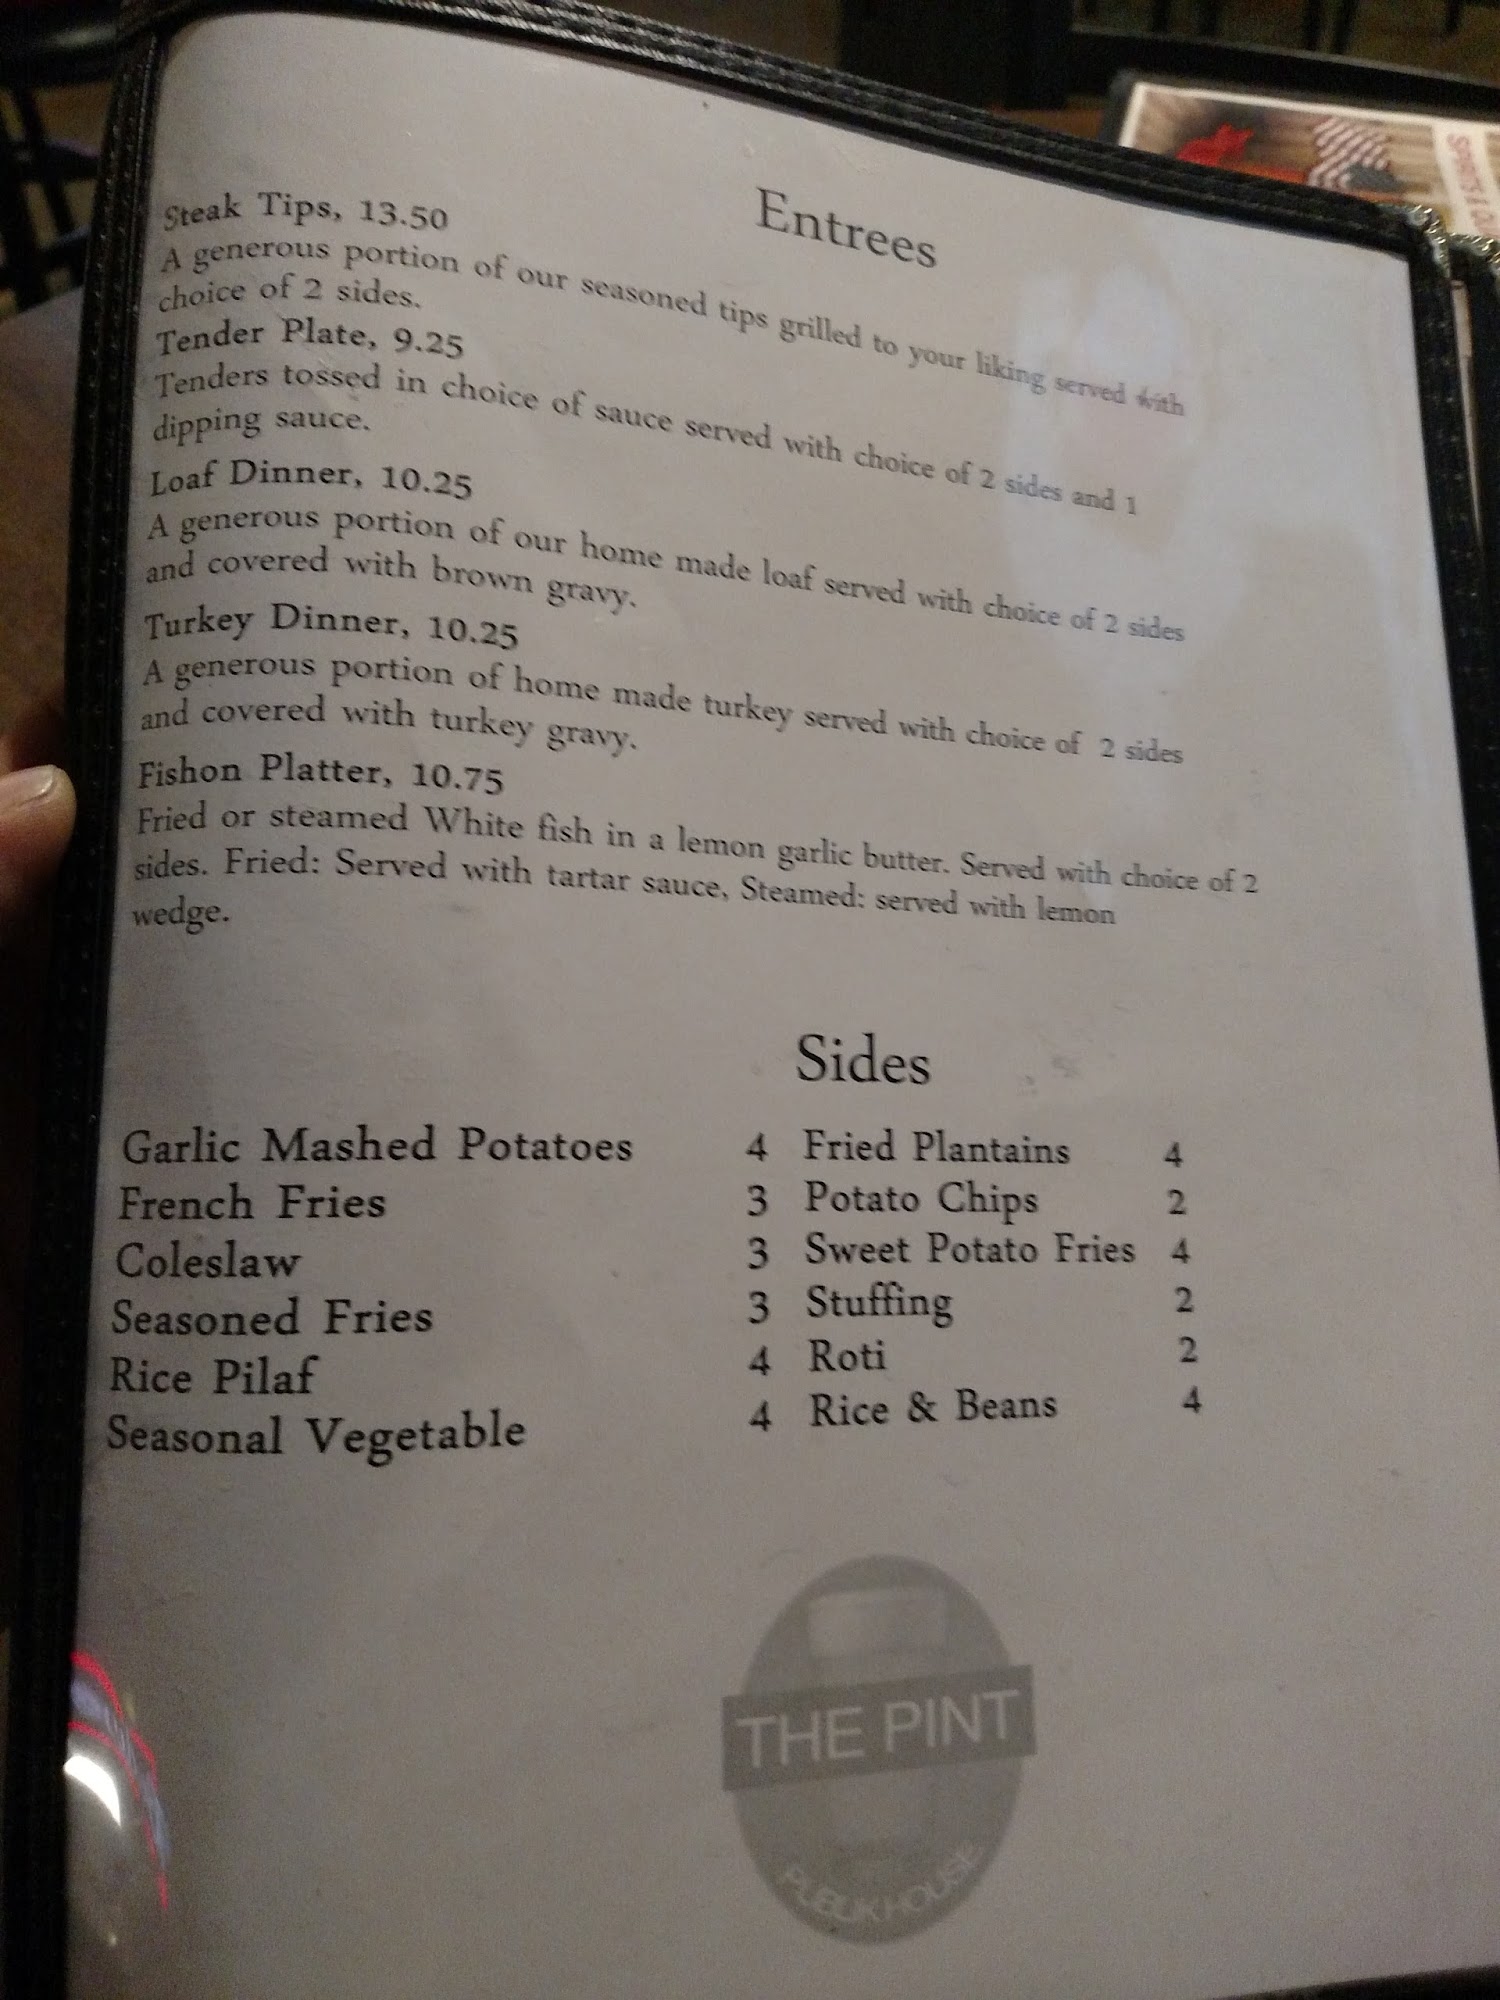 Entrees
Steak Tips, 13.50
A generous portion of our seasoned tips grilled to your liking served with
choice of 2 sides.
Tender Plate, 9.25
Tenders tossed in choice of sauce served with choice of 2 sides and 1
dipping sauce.
Loaf Dinner, 10.25
A generous portion of our home made loaf served with choice of 2 sides
and covered with brown gravy.
Turkey Dinner, 10.25
A generous portion of home made turkey served with choice of 2 sides
and covered with turkey gravy.
Fishon Platter, 10.75
Fried or steamed White fish in a lemon garlic butter. Served with choice of 2
sides. Fried: Served with tartar sauce, Steamed: served with lemon
wedge.
Sides
Garlic Mashed Potatoes 4 Fried Plantains 4
French Fries 3 Potato Chips 2
Coleslaw 3 Sweet Potato Fries 4
Seasoned Fries 3 Stuffing 2
Rice Pilaf 4 Roti 2
Seasonal Vegetable 4 Rice & Beans 4
THE PINT
PUBLIK HOUSE